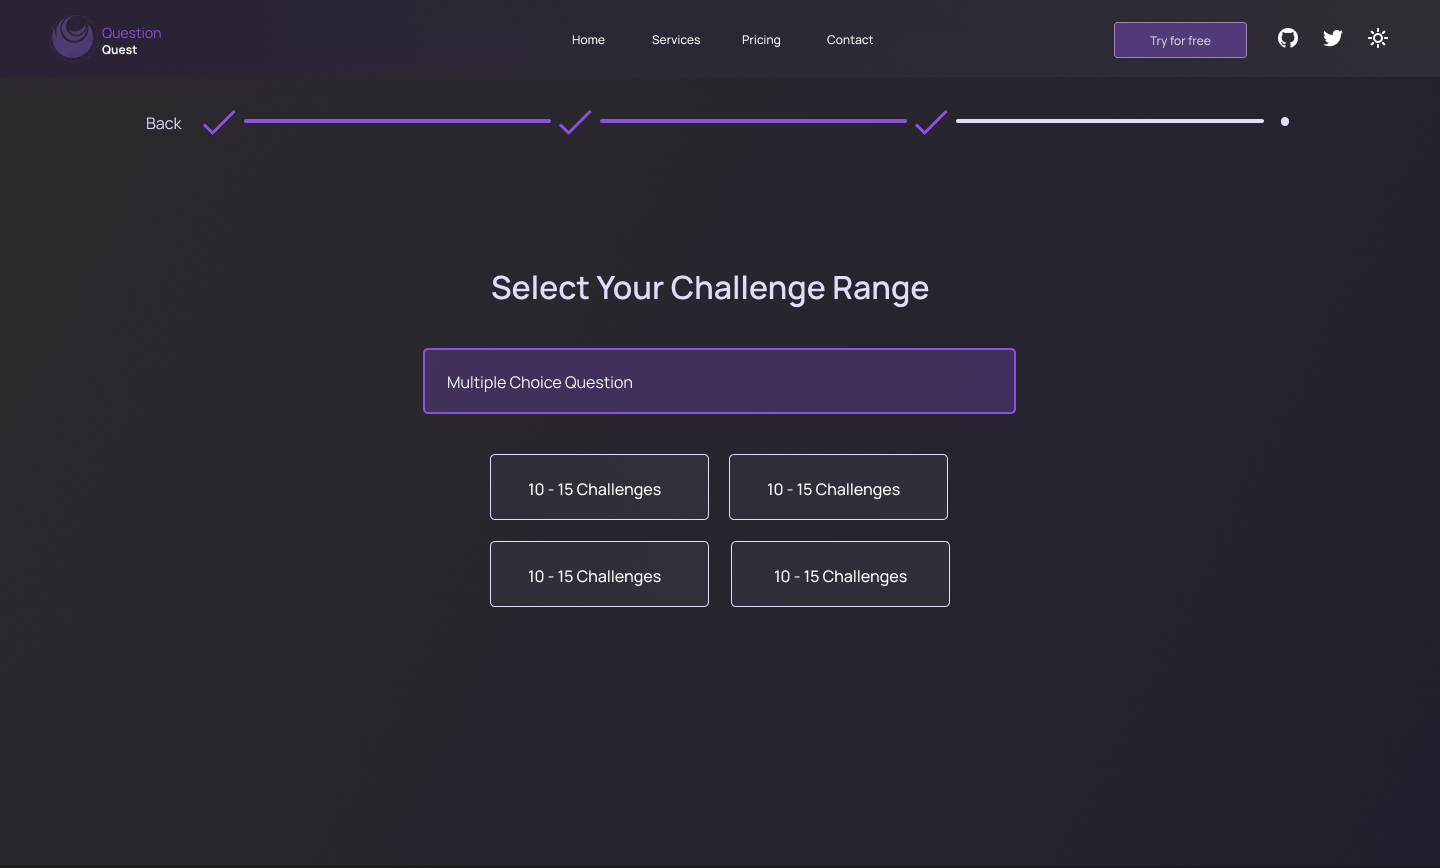 Question
Quest
Home
Services
Pricing
Contact
Try for free
Back
Select Your Challenge Range
Multiple Choice Question
10 - 15 Challenges
10 - 15 Challenges
10 - 15 Challenges
10 - 15 Challenges